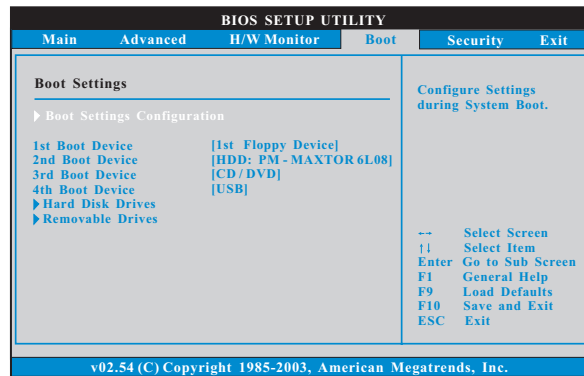 BIOS SETUP UTILITY
Main Advanced H/W Monitor Boot Security Exit
Boot Settings
Boot Settings Configuration
1st Boot Device [1st Floppy Device]
2nd Boot Device [HDD: PM - MAXTOR 6L08]
3rd Boot Device [CD / DVD]
4th Boot Device [USB]
Hard Disk Drives
Removable Drives
Configure Settings
during System Boot.
←→ Select Screen
↑↓ Select Item
Enter Go to Sub Screen
F1 General Help
F9 Load Defaults
F10 Save and Exit
ESC Exit
v02.54 (C) Copyright 1985-2003, American Megatrends, Inc.